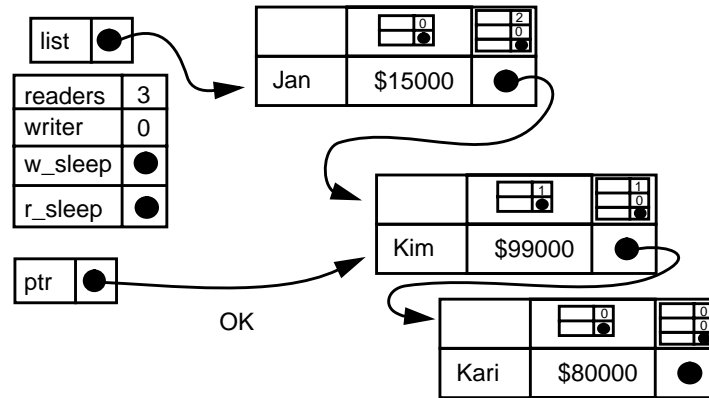 list
readers 3
writer 0
w_sleep
r_sleep
ptr
OK
0
2
0
Jan $15000
1
1
0
Kim $99000
0
0
0
Kari $80000